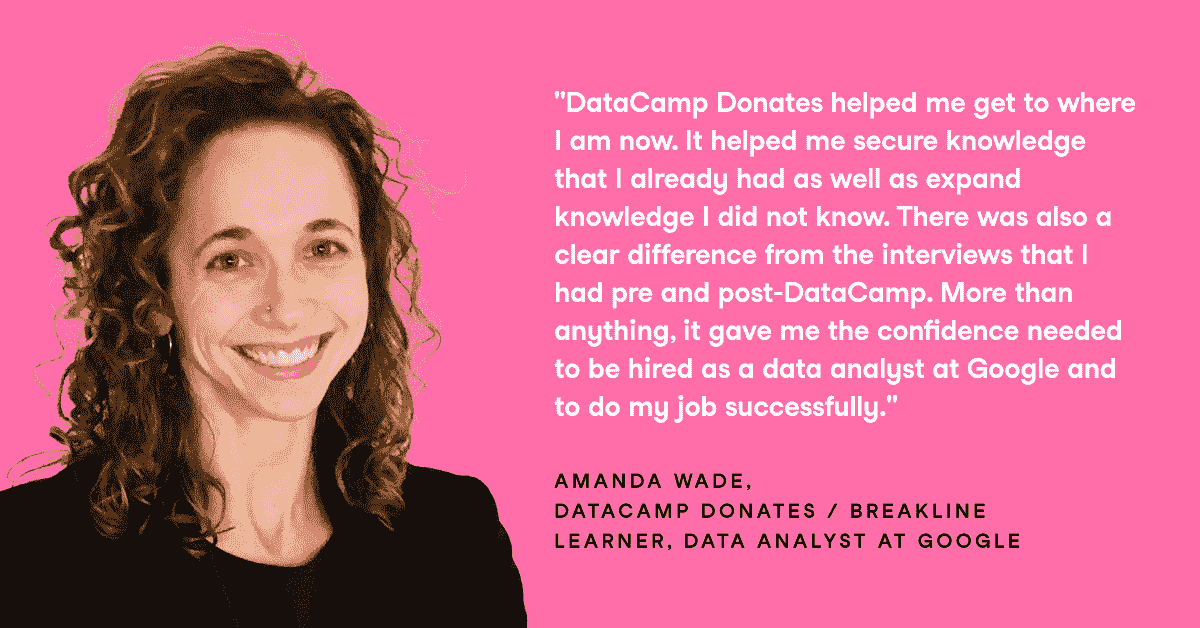 "DataCamp Donates helped me get to where
I am now. It helped me secure knowledge
that I already had as well as expand
knowledge I did not know. There was also a
clear difference from the interviews that I
had pre and post-DataCamp. More than
anything, it gave me the confidence needed
to be hired as a data analyst at Google and
to do my job successfully."
AMANDA WADE,
DATACAMP DONATES / BREAKLINE
LEARNER, DATA ANALYST AT GOOGLE